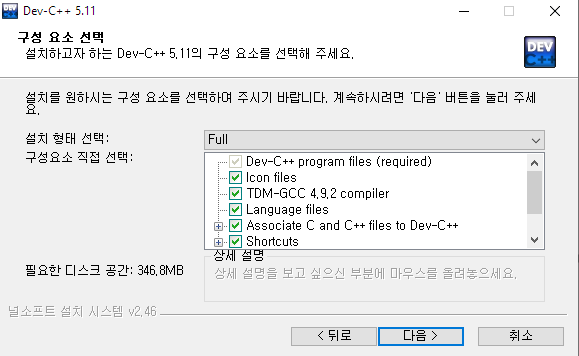 Dev-C++ 5.11
구성 요소 선택
설치하고자 하는 Dev-C++ 5.11의 구성 요소를 선택해 주세요.
DEV
C++
설치를 원하시는 구성 요소를 선택하여 주시기 바랍니다. 계속하시려면 '다음' 버튼을 눌러 주세
요.
설치 형태 선택:
Full
구성요소 직접 선택:
Dev-C++ program files (required)
Icon files
TDM-GCC 4.9.2 compiler
Language files
Associate C and C++ files to Dev-C++
Shortcuts
필요한 디스크 공간: 346.8MB
상세 설명
상세 설명을 보고 싶으신 부분에 마우스를 올려놓으세요.
널소프트 설치 시스템 v2.46
< 뒤로
다음 >
취소